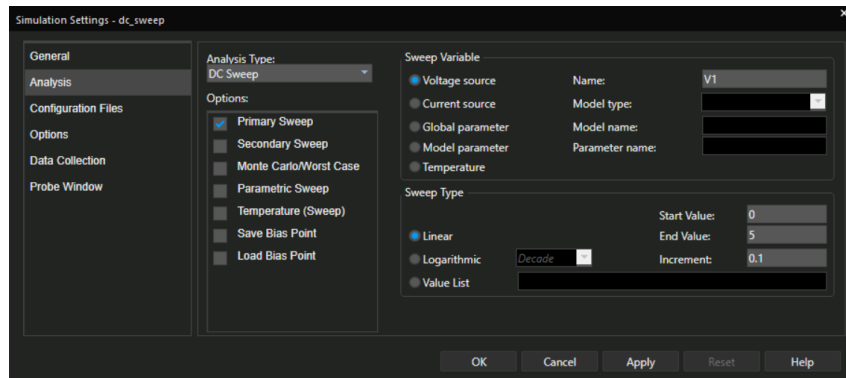 Simulation Settings - dc_sweep
General
Analysis
Configuration Files
Options
Data Collection
Probe Window
Analysis Type:
DC Sweep
Options:
Primary Sweep
Secondary Sweep
Monte Carlo/Worst Case
Parametric Sweep
Temperature (Sweep)
Save Bias Point
Load Bias Point
Sweep Variable
Voltage source Name: V1
Current source Model type:
Global parameter Model name:
Model parameter Parameter name:
Temperature
Sweep Type
Start Value: 0
Linear End Value: 5
Logarithmic Decade Increment: 0.1
Value List
OK Cancel Apply Reset Help